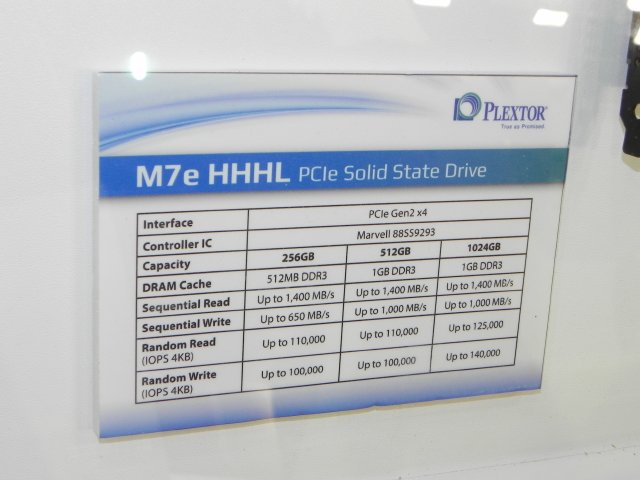 PLEXTOR
True as Promised.
M7e HHHL PCIe Solid State Drive
Interface PCIe Gen2 x4
Controller IC Marvell 88SS9293
Capacity 256GB 512GB 1024GB
DRAM Cache 512MB DDR3 1GB DDR3 1GB DDR3
Sequential Read Up to 1,400 MB/s Up to 1,400 MB/s Up to 1,400 MB/s
Sequential Write Up to 650 MB/s Up to 1,000 MB/s Up to 1,000 MB/s
Random Read (IOPS 4KB) Up to 110,000 Up to 110,000 Up to 125,000
Random Write (IOPS 4KB) Up to 100,000 Up to 100,000 Up to 140,000